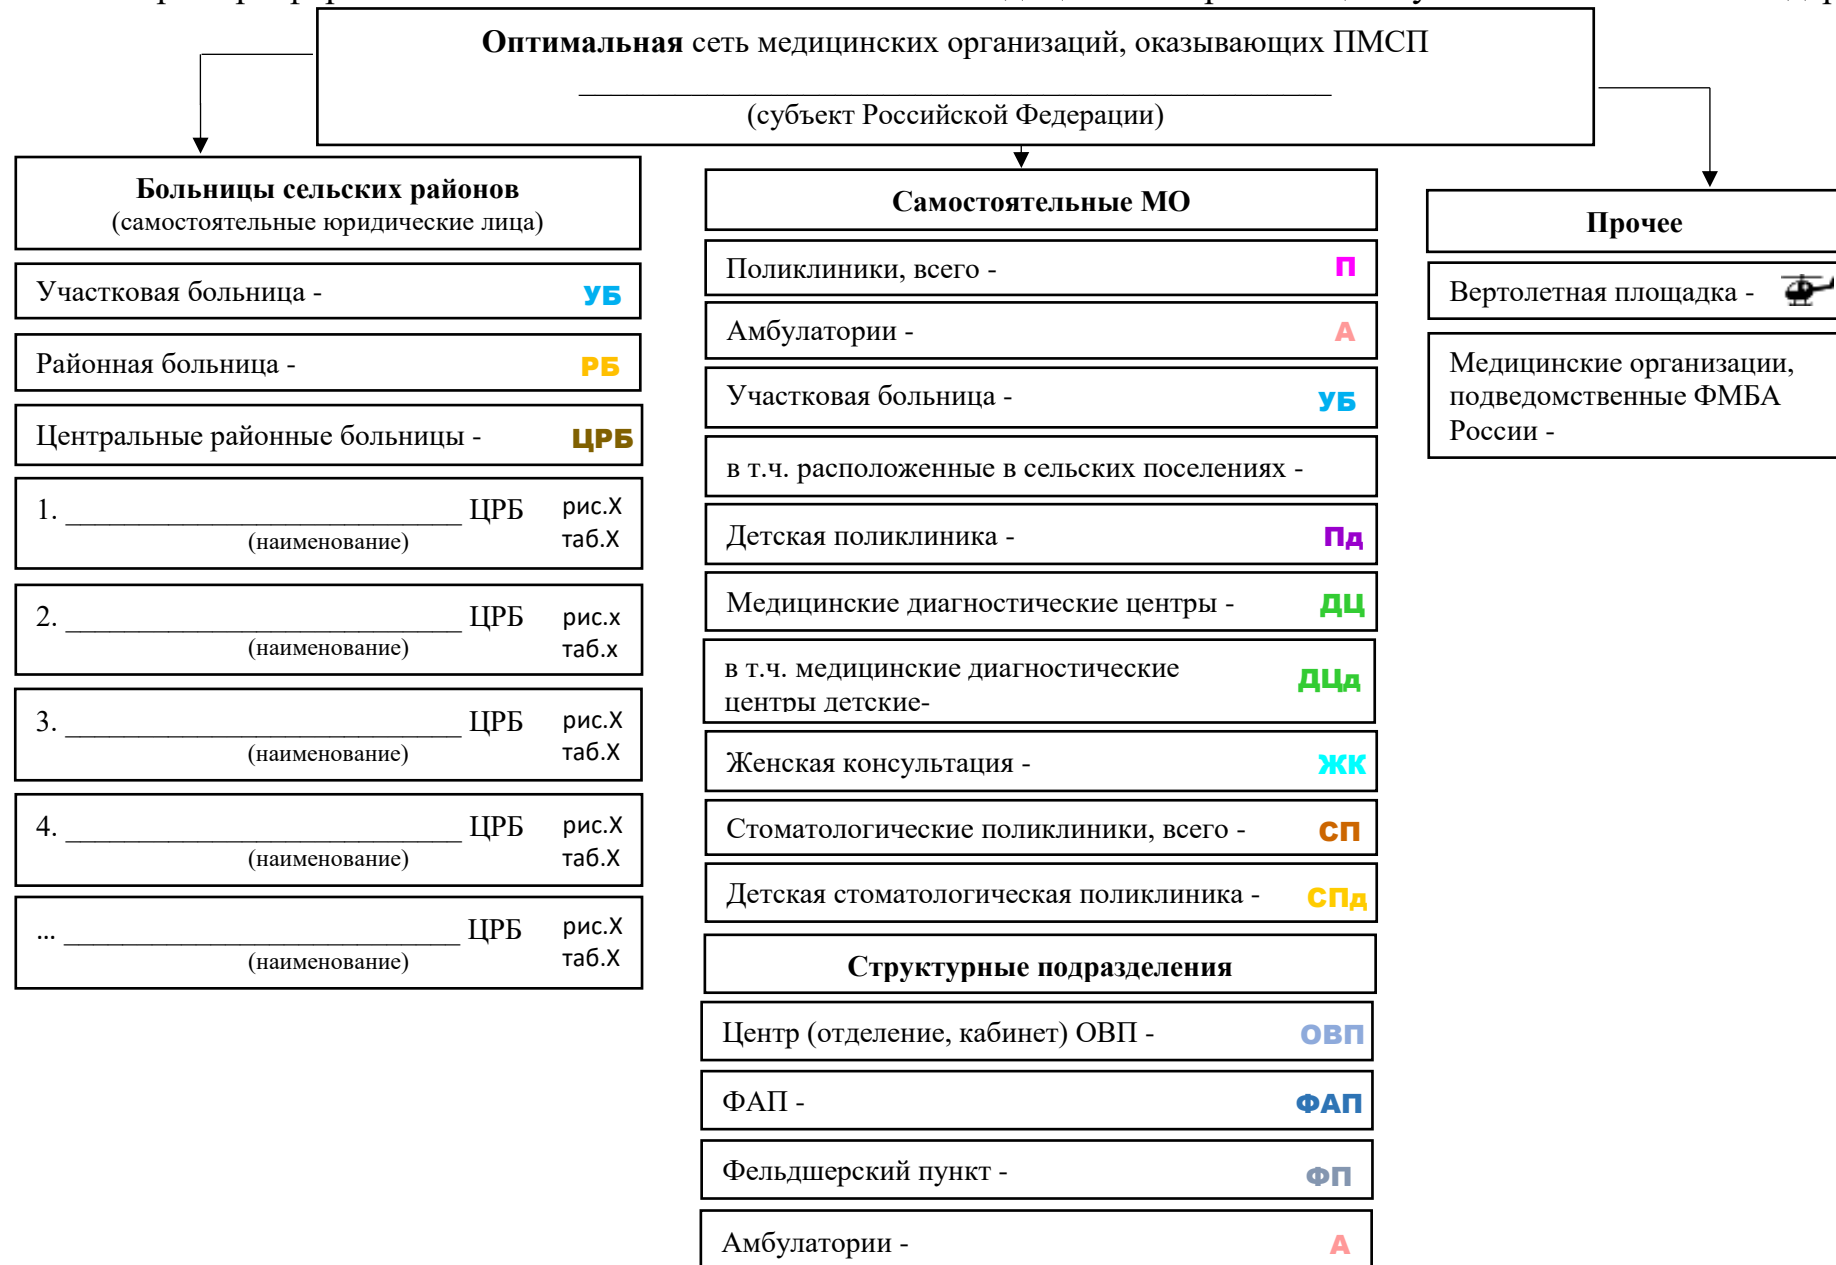 Оптимальная сеть медицинских организаций, оказывающих ПМСП
(субъект Российской Федерации)
Больницы сельских районов
(самостоятельные юридические лица)
Участковая больница - УБ
Районная больница - РБ
Центральные районные больницы - ЦРБ
1. ____________________________ ЦРБ рис.Х
(наименование) таб.Х
2. ____________________________ ЦРБ рис.х
(наименование) таб.х
3. ____________________________ ЦРБ рис.Х
(наименование) таб.Х
4. ____________________________ ЦРБ рис.Х
(наименование) таб.Х
... ____________________________ ЦРБ рис.Х
(наименование) таб.Х
Самостоятельные МО
Поликлиники, всего - П
Амбулатории - А
Участковая больница - УБ
в т.ч. расположенные в сельских поселениях -
Детская поликлиника - Пд
Медицинские диагностические центры - ДЦ
в т.ч. медицинские диагностические ДЦд
центры детские-
Женская консультация - ЖК
Стоматологические поликлиники, всего - СП
Детская стоматологическая поликлиника - СПд
Структурные подразделения
Центр (отделение, кабинет) ОВП - ОВП
ФАП - ФАП
Фельдшерский пункт - ФП
Амбулатории - А
Прочее
Вертолетная площадка -
Медицинские организации,
подведомственные ФМБА
России -